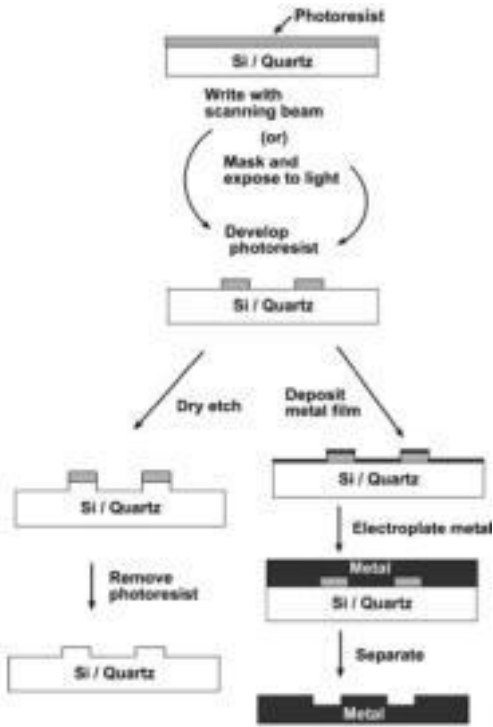 Photoresist
Si / Quartz
Write with
scanning beam
(or)
Mask and
expose to light
Develop
photoresist
Si / Quartz
Dry etch
Deposit
metal film
Si / Quartz
Si / Quartz
Electroplate metal
Metal
Si / Quartz
Remove
photoresist
Separate
Si / Quartz
Metal